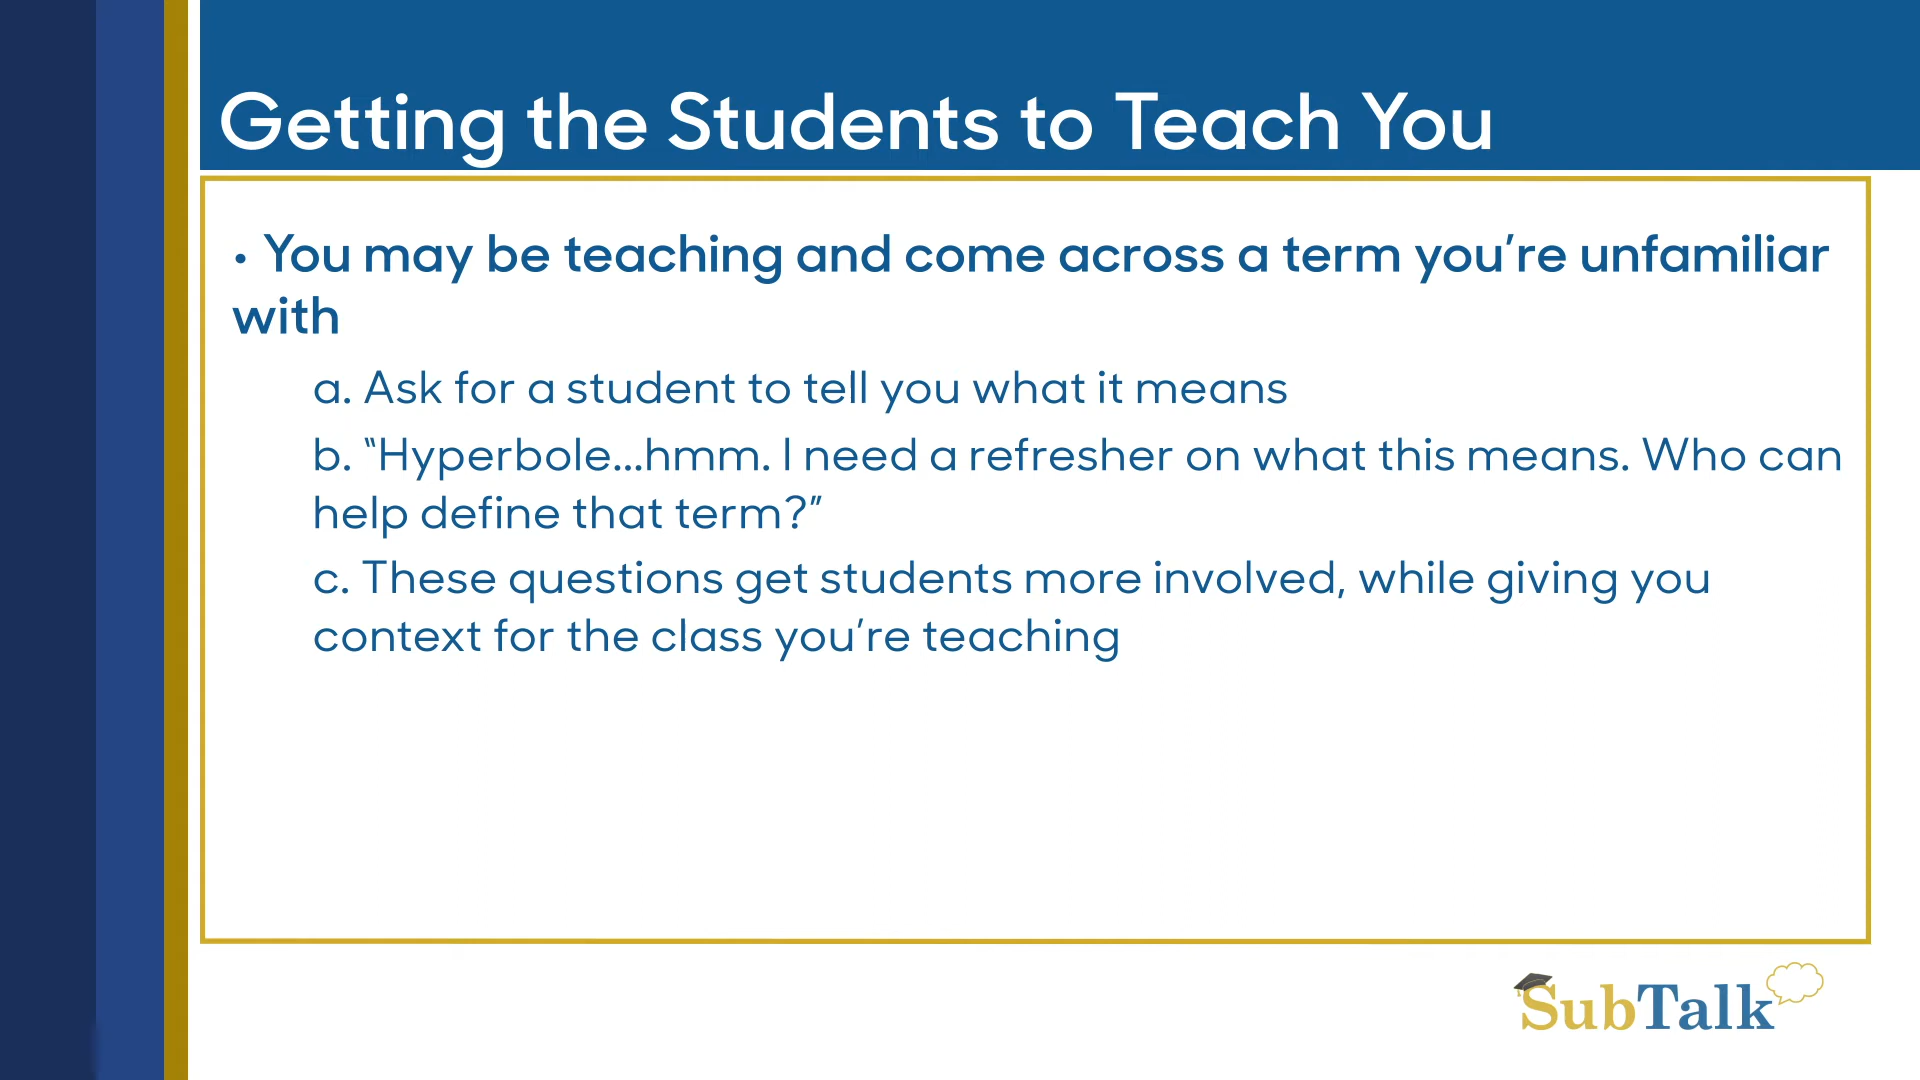 Getting the Students to Teach You
• You may be teaching and come across a term you’re unfamiliar
with
a. Ask for a student to tell you what it means
b. “Hyperbole...hmm. I need a refresher on what this means. Who can
help define that term?”
c. These questions get students more involved, while giving you
context for the class you’re teaching
SubTalk